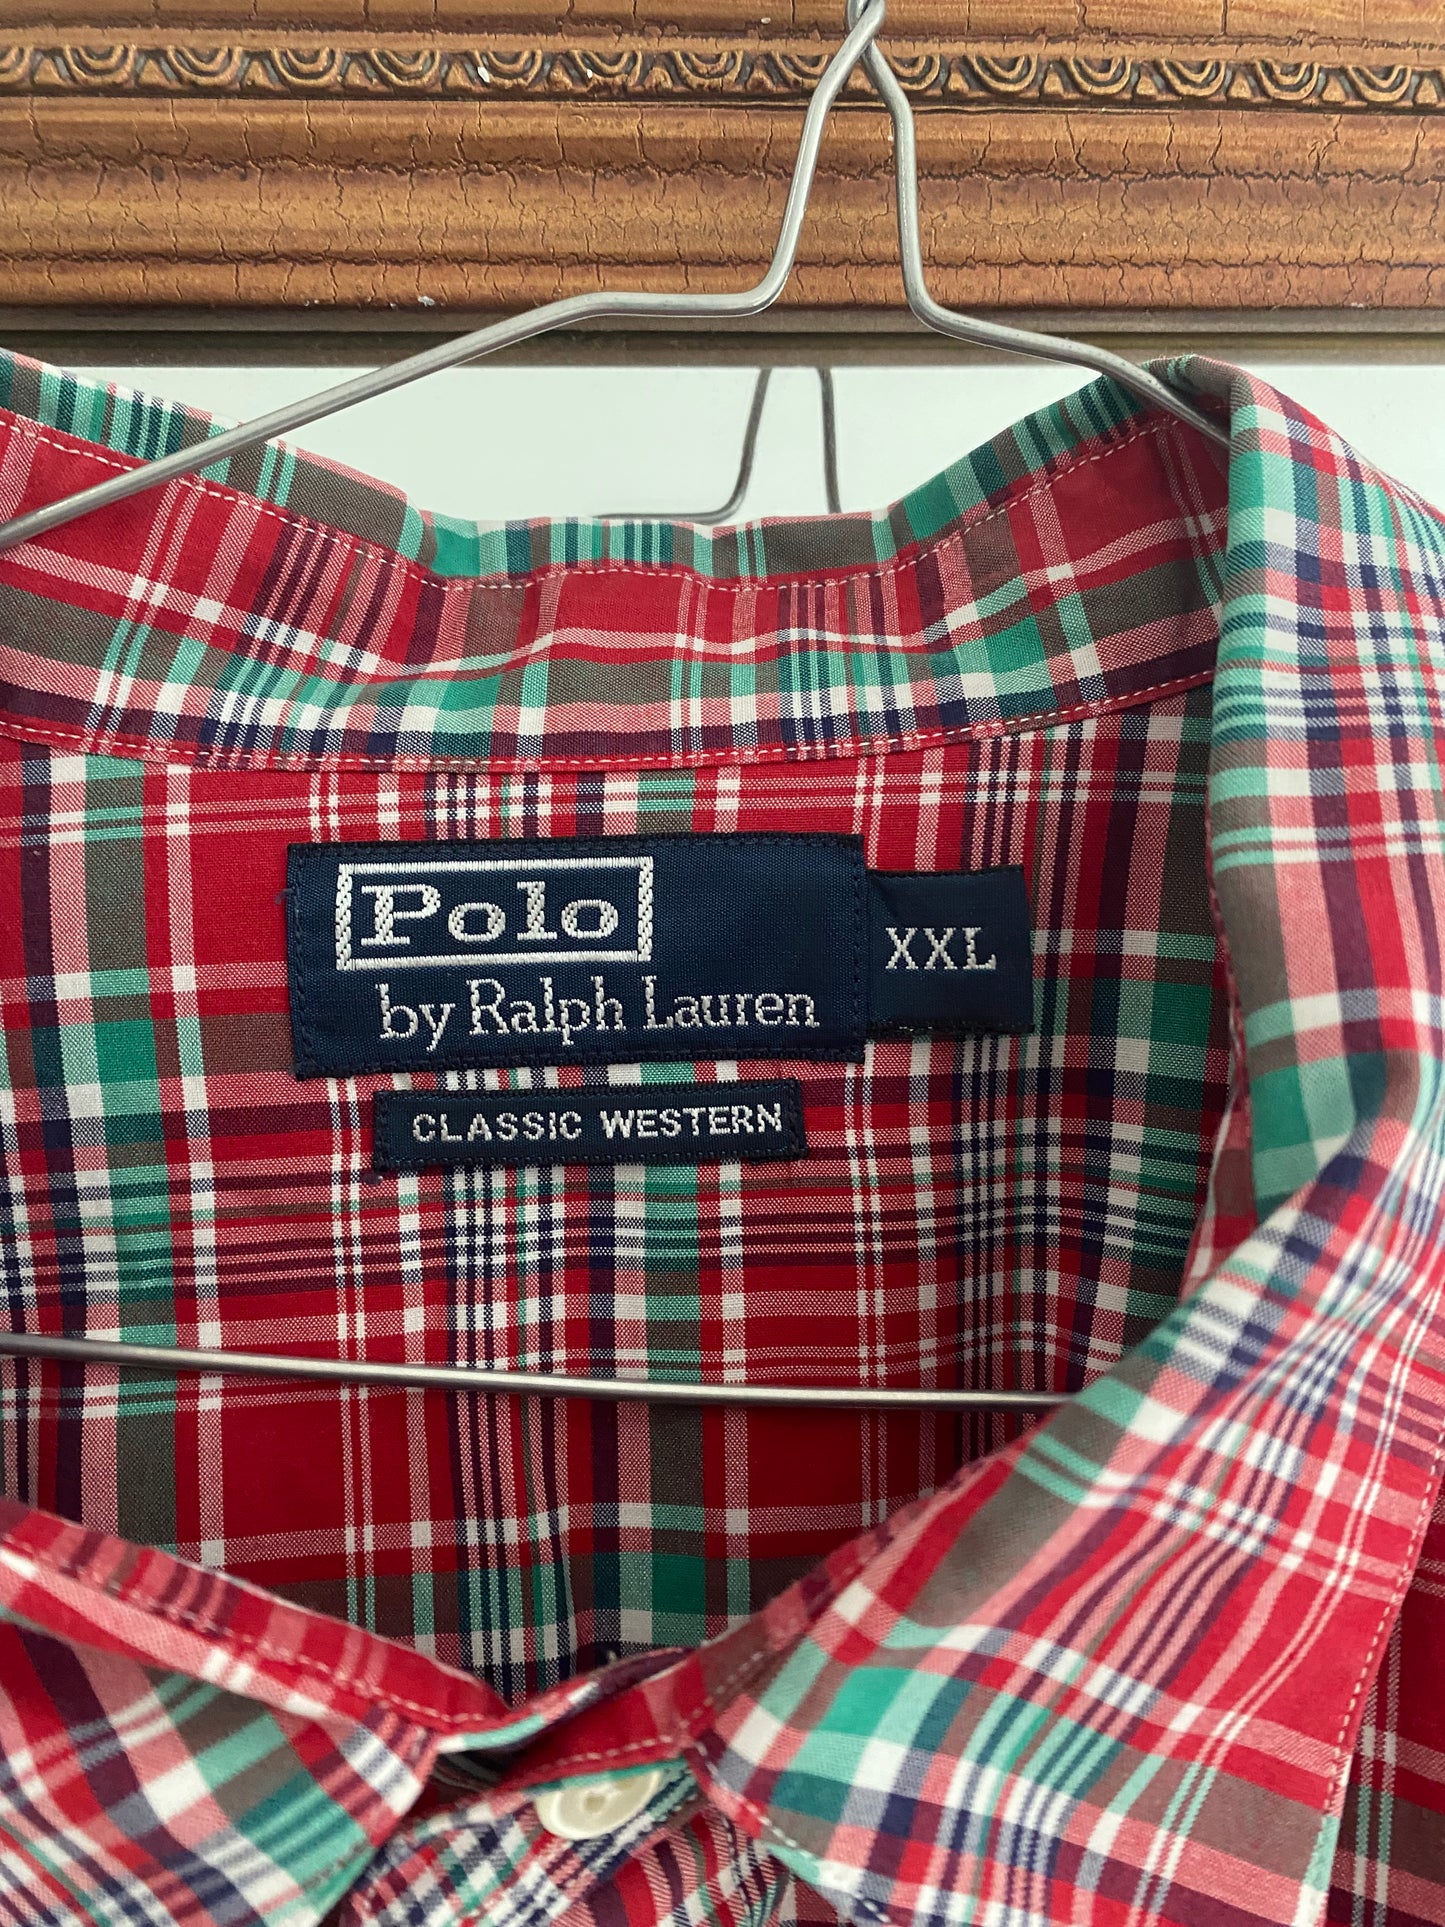 Polo
by Ralph Lauren
XXL
CLASSIC WESTERN